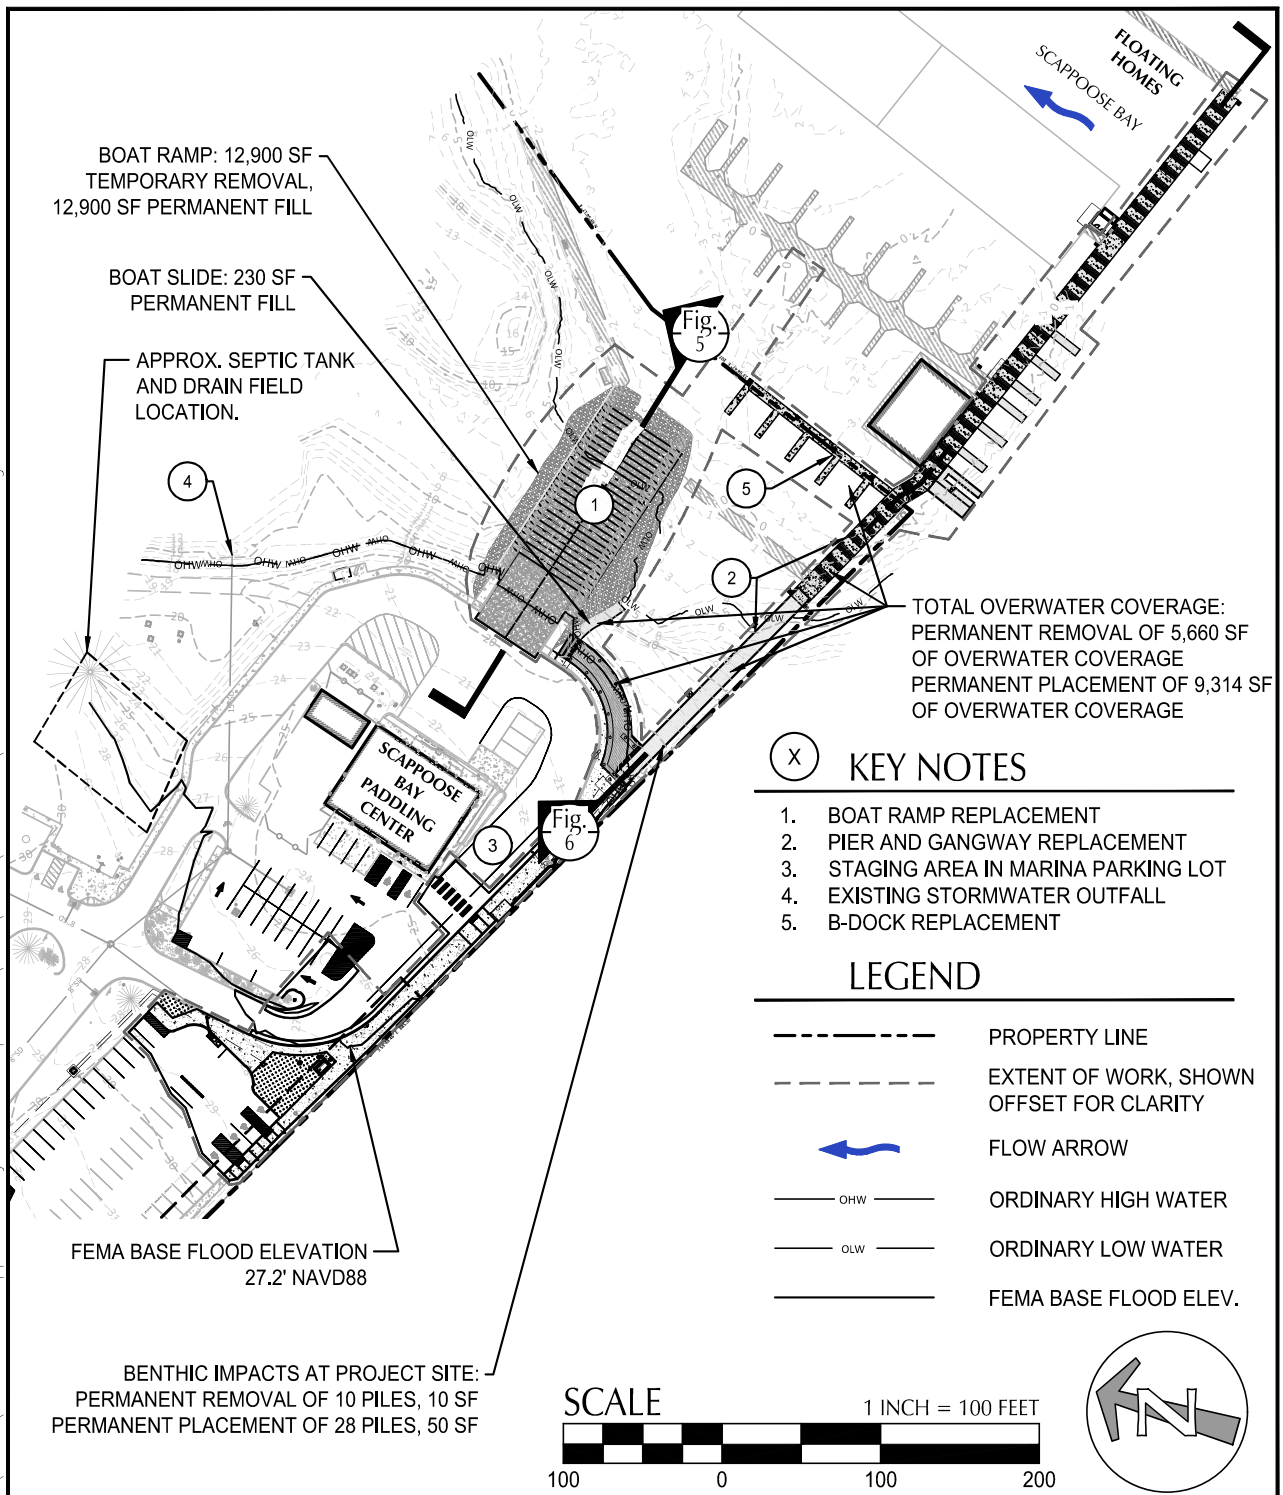 FLOATING
HOMES
SCAPPOOSE BAY
BOAT RAMP: 12,900 SF
TEMPORARY REMOVAL,
12,900 SF PERMANENT FILL
BOAT SLIDE: 230 SF
PERMANENT FILL
APPROX. SEPTIC TANK
AND DRAIN FIELD
LOCATION.
Fig.
5
4
5
1
2
TOTAL OVERWATER COVERAGE:
PERMANENT REMOVAL OF 5,660 SF
OF OVERWATER COVERAGE
PERMANENT PLACEMENT OF 9,314 SF
OF OVERWATER COVERAGE
SCAPPOOSE
BAY
PADDLING
CENTER
3
Fig.
6
X KEY NOTES
1. BOAT RAMP REPLACEMENT
2. PIER AND GANGWAY REPLACEMENT
3. STAGING AREA IN MARINA PARKING LOT
4. EXISTING STORMWATER OUTFALL
5. B-DOCK REPLACEMENT
LEGEND
PROPERTY LINE
EXTENT OF WORK, SHOWN
OFFSET FOR CLARITY
FLOW ARROW
OHW ORDINARY HIGH WATER
OLW ORDINARY LOW WATER
FEMA BASE FLOOD ELEV.
FEMA BASE FLOOD ELEVATION
27.2' NAVD88
BENTHIC IMPACTS AT PROJECT SITE:
PERMANENT REMOVAL OF 10 PILES, 10 SF
PERMANENT PLACEMENT OF 28 PILES, 50 SF
SCALE 1 INCH = 100 FEET
100 0 100 200
N